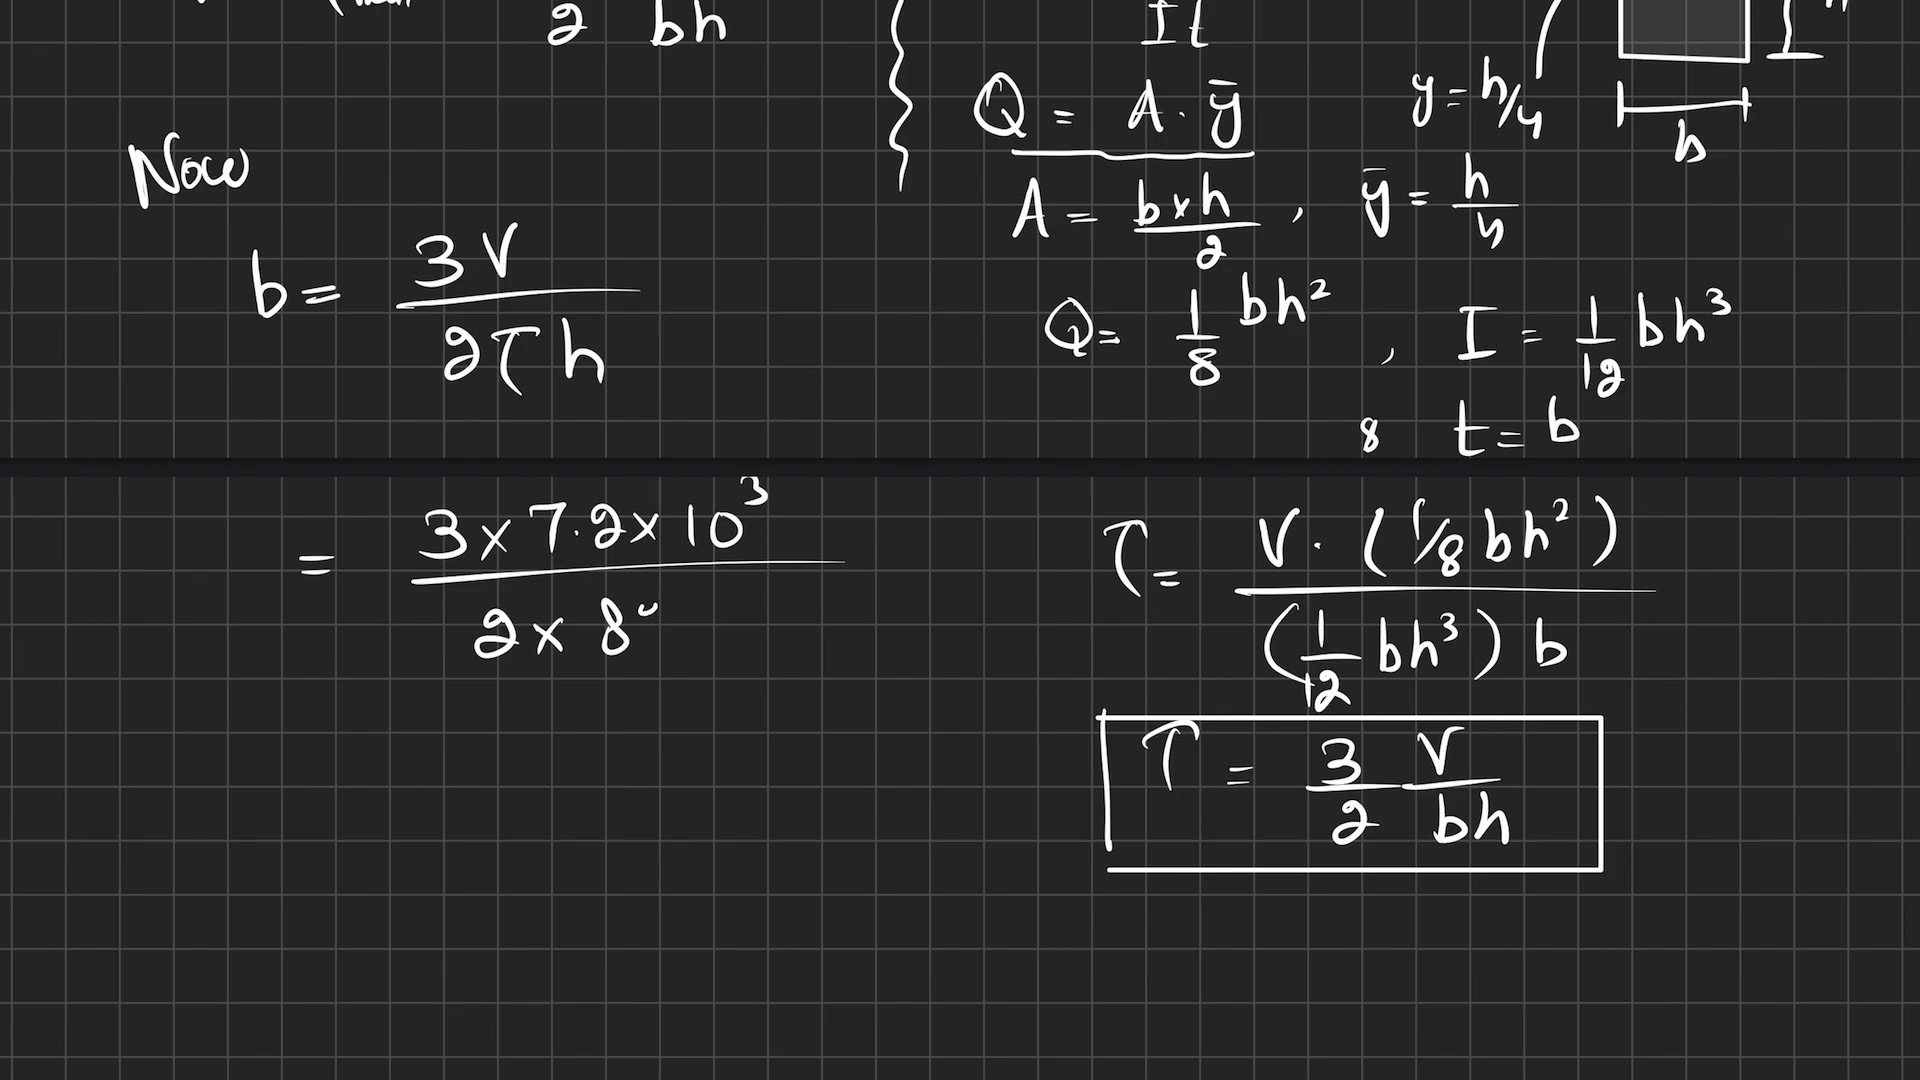 2 bh
Now
b = 3V / 2τh
= 3 × 7.2 × 10³ / 2 × 8
It
Q = A · ȳ
y = h/4
b
A = b×h / 2 , ȳ = h / 4
Q = 1/8 bh² , I = 1/12 bh³
8 t = b
τ = V · (1/8 bh²) / (1/12 bh³) b
τ = 3/2 V/bh